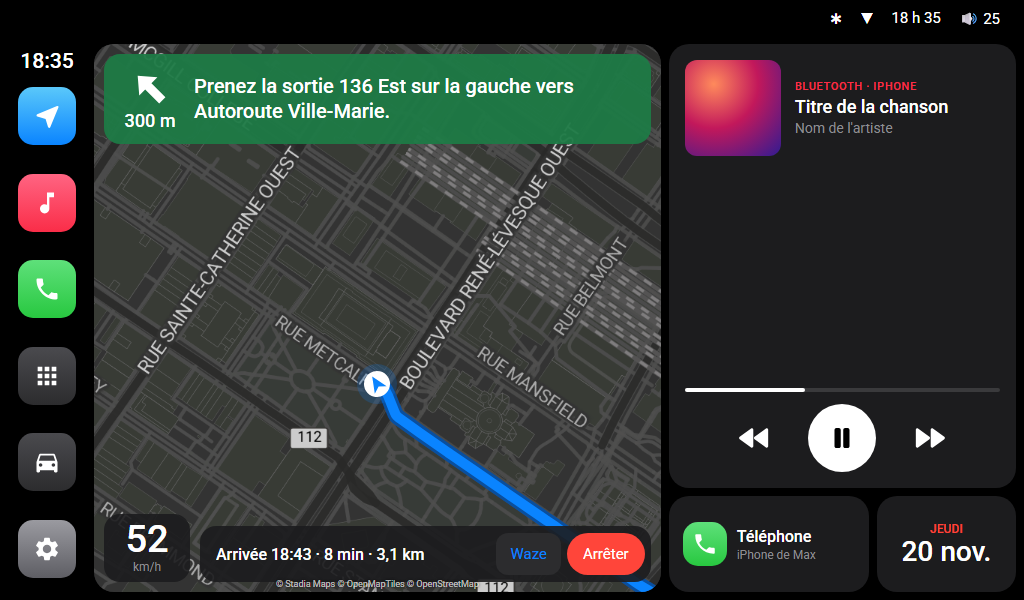 18 h 35
25
18:35
Prenez la sortie 136 Est sur la gauche vers
Autoroute Ville-Marie.
300 m
RUE SAINTE-CATHERINE OUEST
BOULEVARD RENÉ-LÉVESQUE OUEST
RUE BELMONT
RUE MANSFIELD
112
52
km/h
Arrivée 18:43 · 8 min · 3,1 km
Waze
Arrêter
© Stadia Maps © OpenMapTiles © OpenStreetMap
112
BLUETOOTH · IPHONE
Titre de la chanson
Nom de l'artiste
Téléphone
iPhone de Max
JEUDI
20 nov.